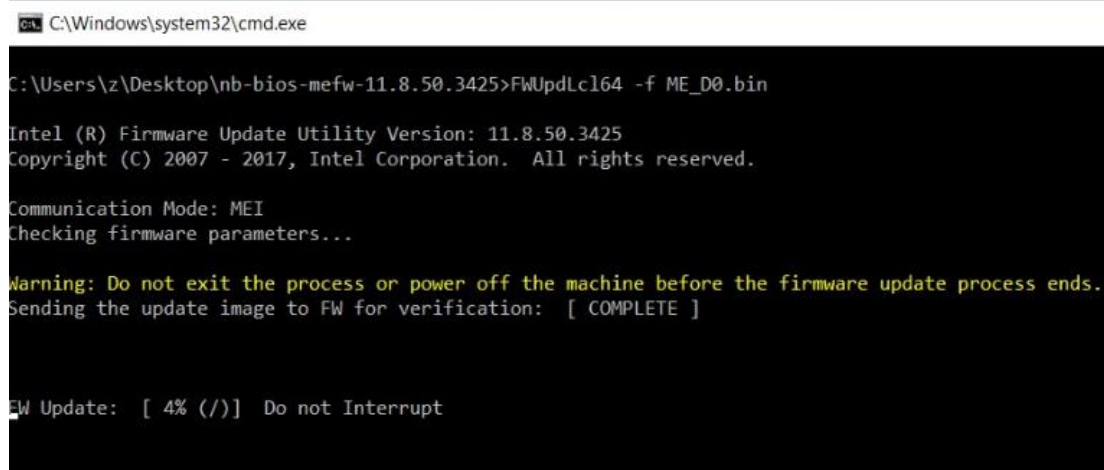 C:\Windows\system32\cmd.exe
C:\Users\z\Desktop\nb-bios-mefw-11.8.50.3425>FWUpdLcl64 -f ME_D0.bin
Intel (R) Firmware Update Utility Version: 11.8.50.3425
Copyright (C) 2007 - 2017, Intel Corporation.  All rights reserved.
Communication Mode: MEI
Checking firmware parameters...
Warning: Do not exit the process or power off the machine before the firmware update process ends.
Sending the update image to FW for verification:  [ COMPLETE ]
FW Update:  [ 4% (/)]  Do not Interrupt